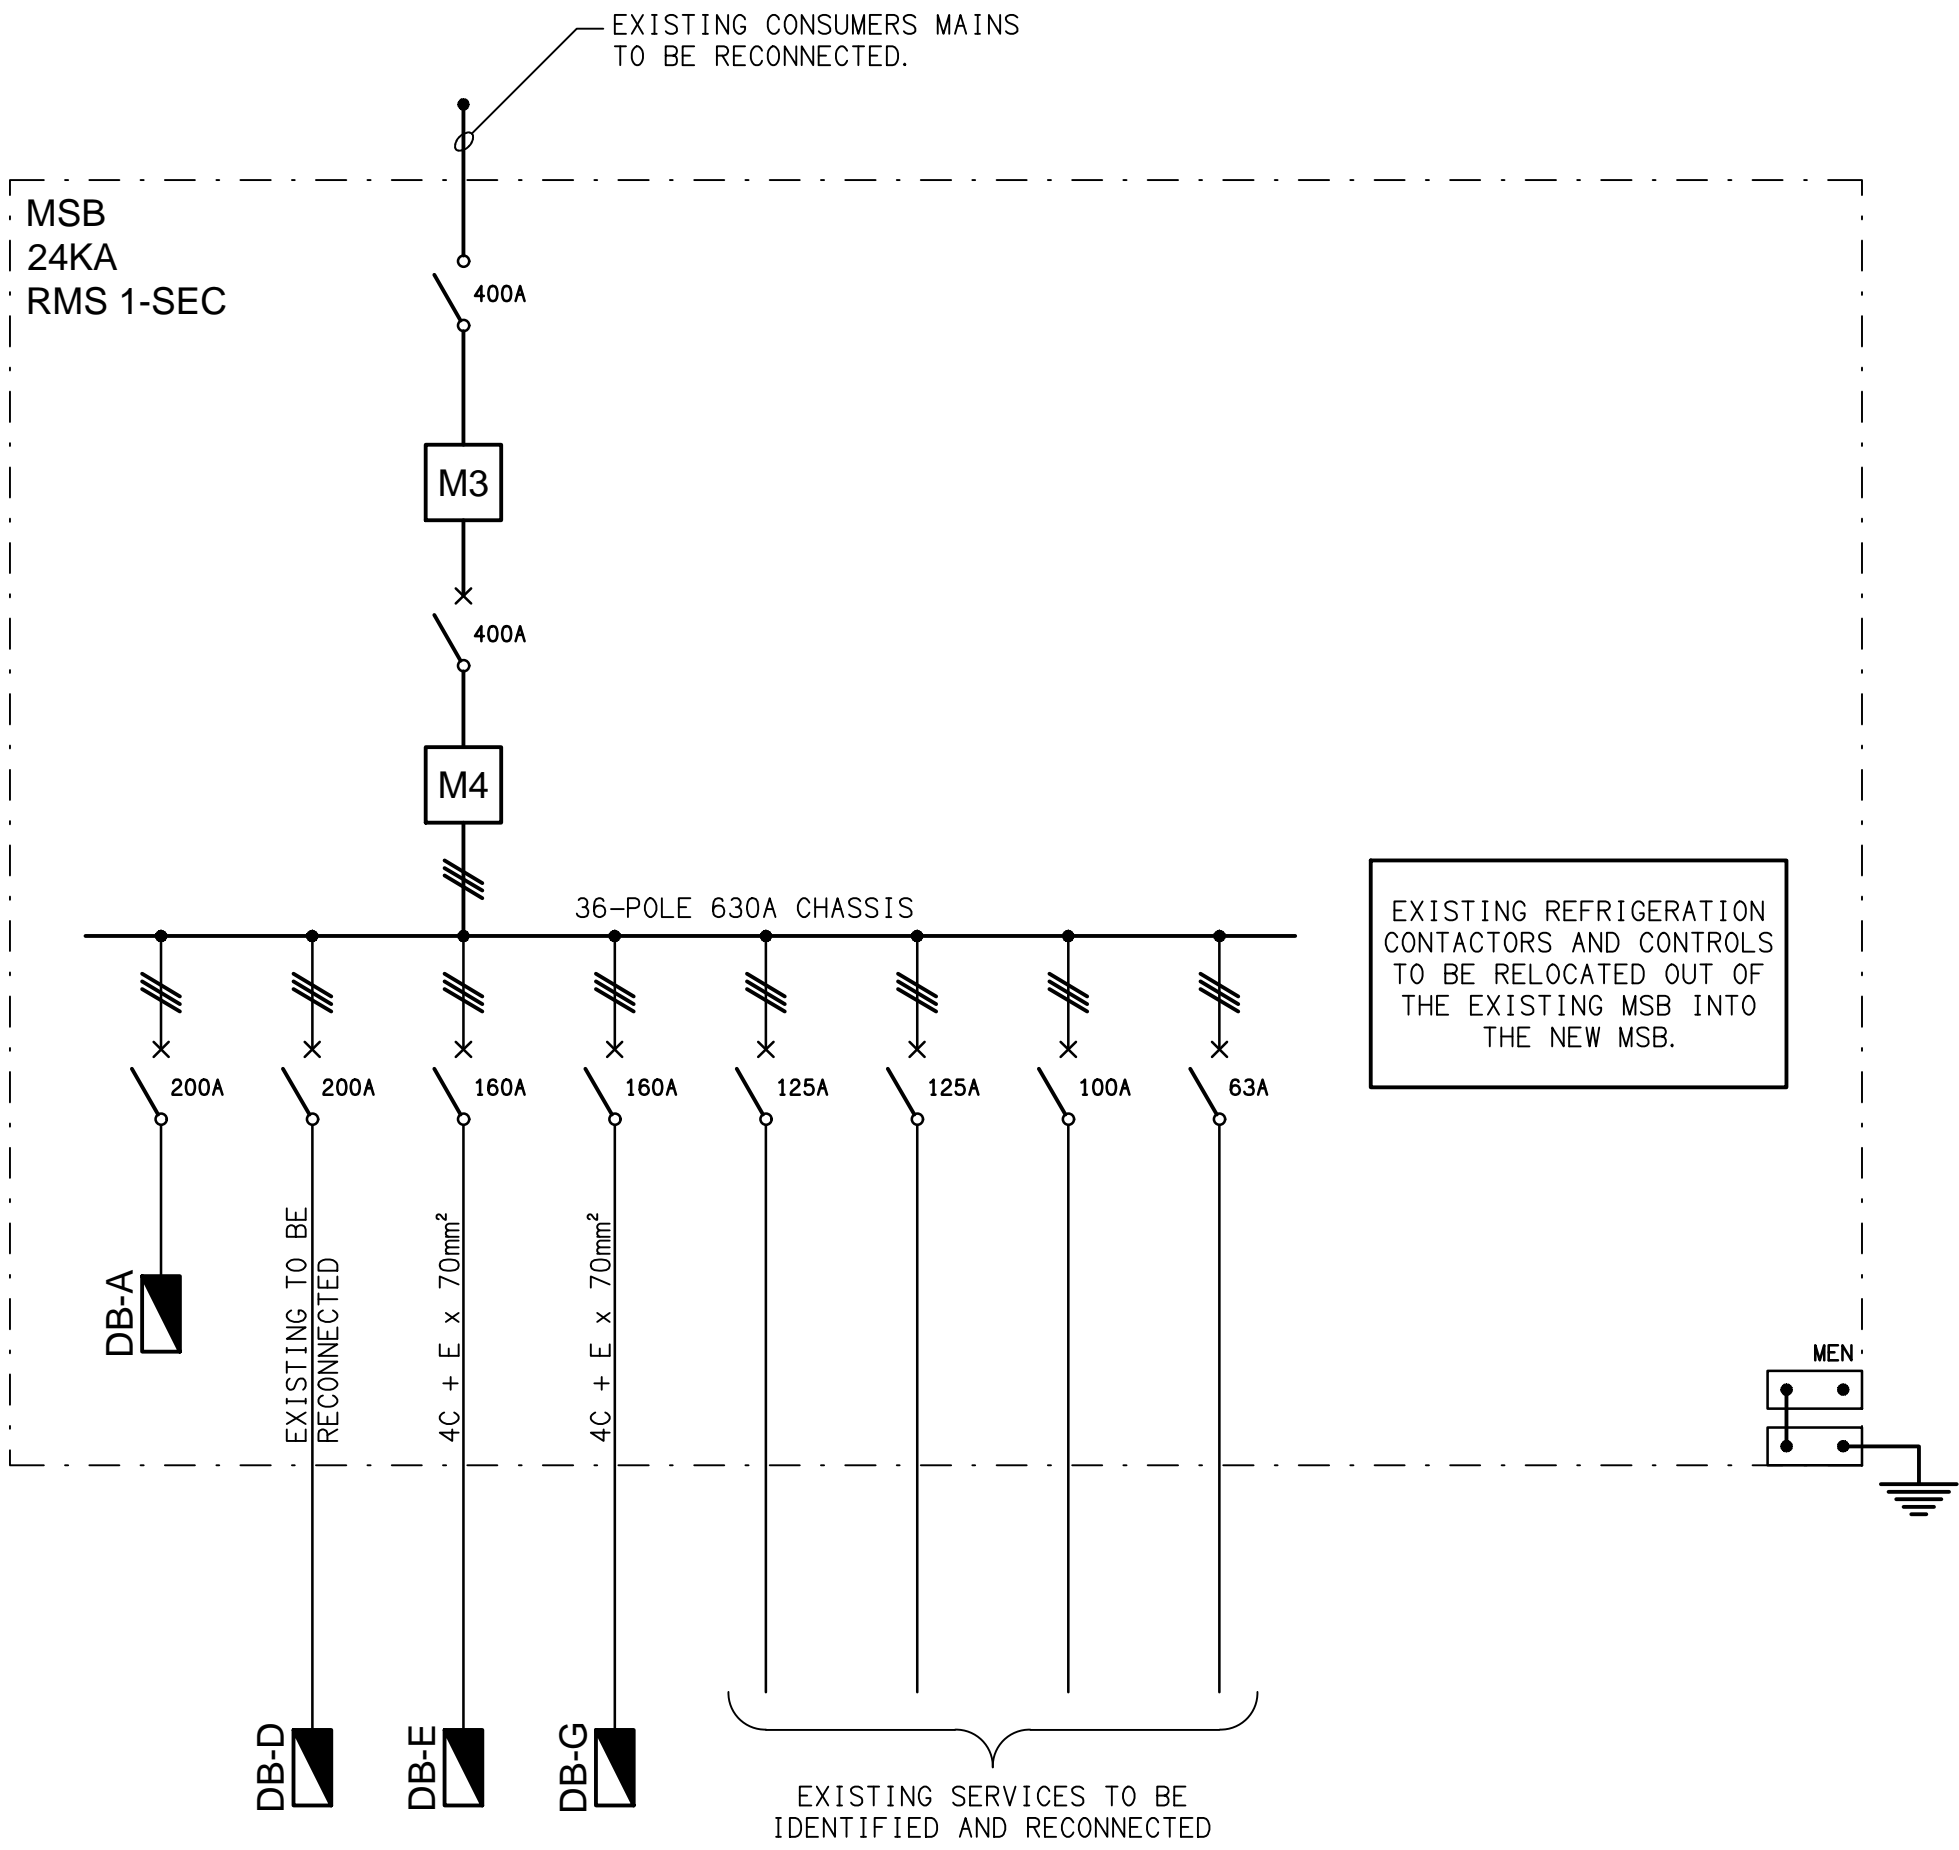 EXISTING CONSUMERS MAINS
TO BE RECONNECTED.
MSB
24KA
RMS 1-SEC
400A
M3
400A
M4
36-POLE 630A CHASSIS
EXISTING REFRIGERATION
CONTACTORS AND CONTROLS
TO BE RELOCATED OUT OF
THE EXISTING MSB INTO
THE NEW MSB.
200A
200A
160A
160A
125A
125A
100A
63A
DB-A
EXISTING TO BE
RECONNECTED
4C + E x 70mm²
4C + E x 70mm²
MEN
DB-D
DB-E
DB-G
EXISTING SERVICES TO BE
IDENTIFIED AND RECONNECTED